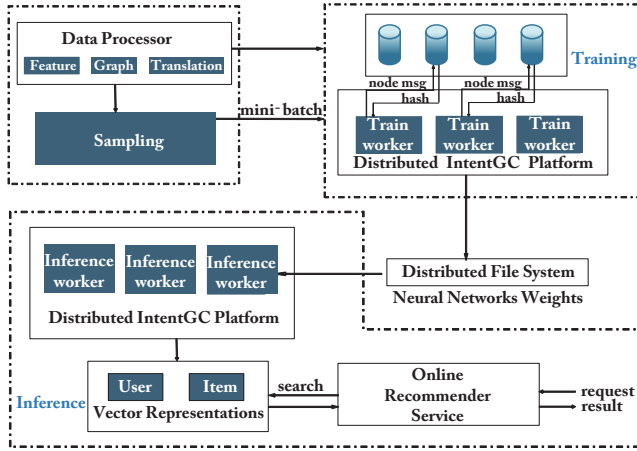 Data Processor
Feature Graph Translation
Sampling
mini-batch
Training
node msg node msg
hash hash
Train worker
Train worker
Train worker
Distributed IntentGC Platform
Distributed File System
Neural Networks Weights
Inference worker
Inference worker
Inference worker
Distributed IntentGC Platform
User Item
Vector Representations
Inference
search
Online
Recommender
Service
request
result